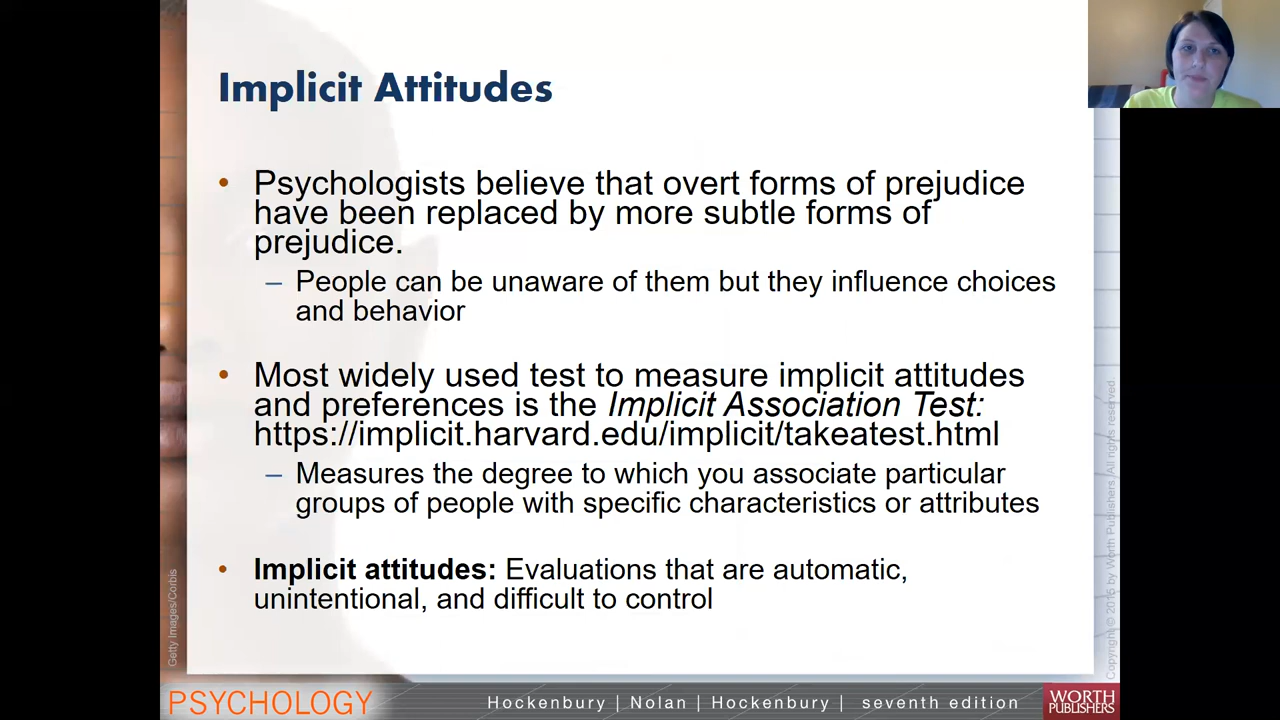 Implicit Attitudes
• Psychologists believe that overt forms of prejudice
have been replaced by more subtle forms of
prejudice.
– People can be unaware of them but they influence choices
and behavior
• Most widely used test to measure implicit attitudes
and preferences is the Implicit Association Test:
https://implicit.harvard.edu/implicit/takeatest.html
– Measures the degree to which you associate particular
groups of people with specific characteristics or attributes
• Implicit attitudes: Evaluations that are automatic,
unintentional, and difficult to control
Getty Images/Corbis
Copyright © 2015 by Worth Publishers. All rights reserved.
PSYCHOLOGY
Hockenbury | Nolan | Hockenbury | seventh edition
WORTH
PUBLISHERS